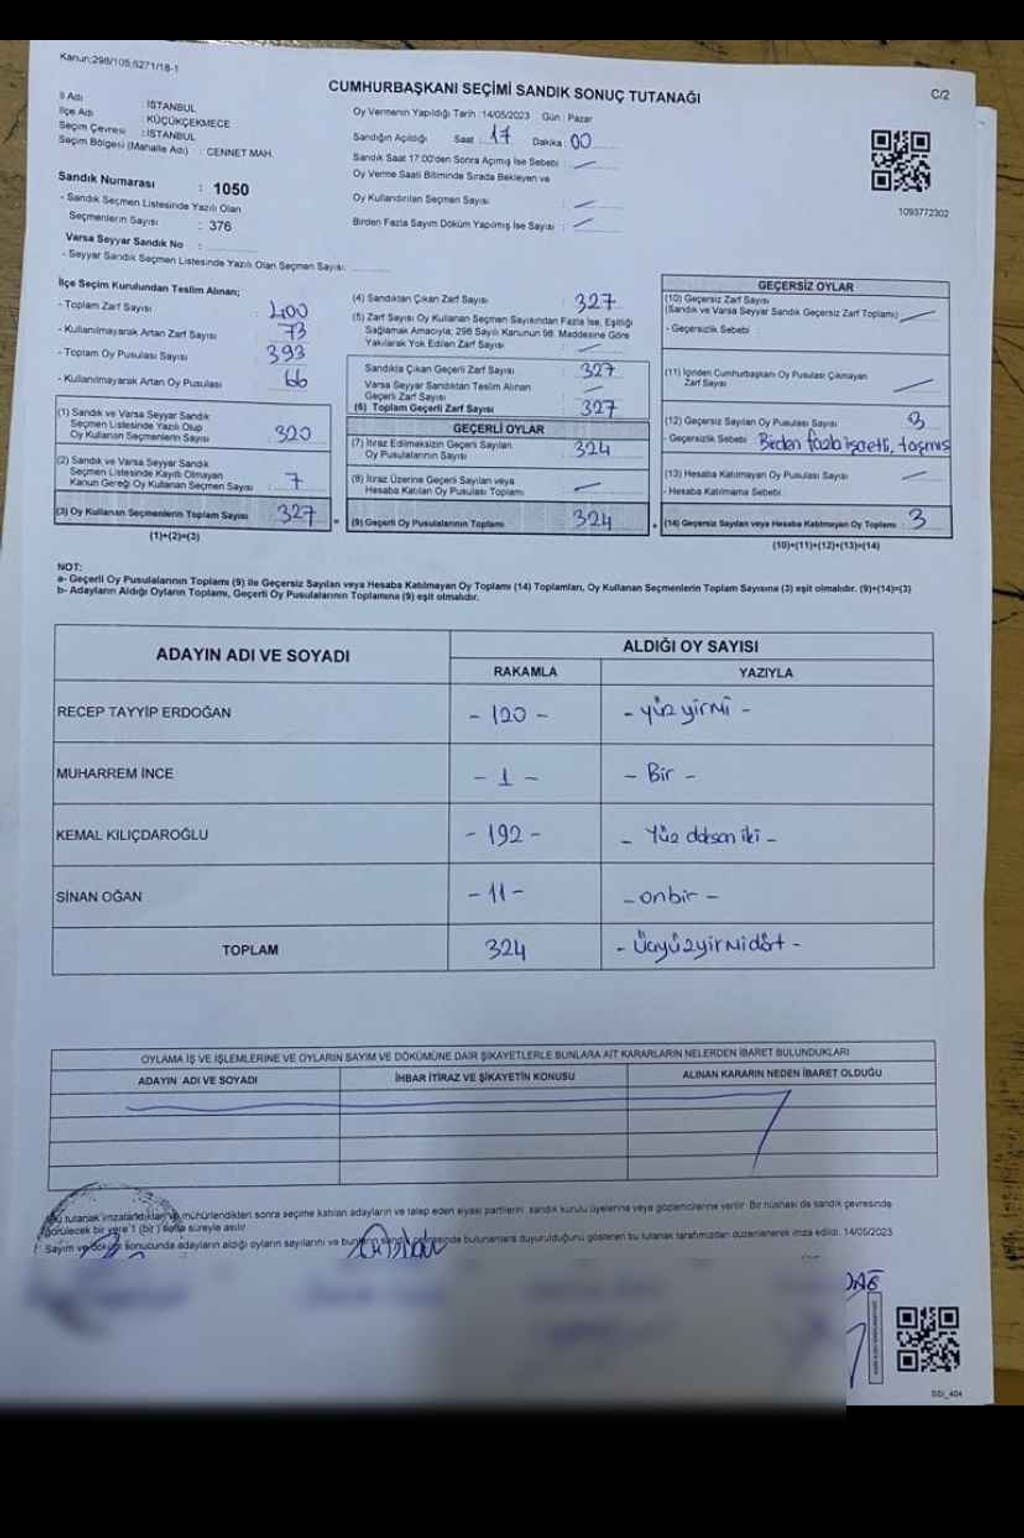 Kanun:298/105;6271/18-1
CUMHURBAŞKANI SEÇİMİ SANDIK SONUÇ TUTANAĞI
C/2
İl Adı : İSTANBUL
İlçe Adı : KÜÇÜKÇEKMECE
Seçim Çevresi : İSTANBUL
Seçim Bölgesi (Mahalle Adı) : CENNET MAH.
Oy Vermenin Yapıldığı Tarih :14/05/2023 Gün : Pazar
Sandığın Açıldığı Saat : 17 Dakika : 00
Sandık Saat 17:00'den Sonra Açmış İse Sebebi : —
Oy Verme Saati Bitiminde Sırada Bekleyen ve
Oy Kullandırılan Seçmen Sayısı : —
Birden Fazla Sayım Döküm Yapılmış İse Sayısı : —
1093772302
Sandık Numarası : 1050
- Sandık Seçmen Listesinde Yazılı Olan
Seçmenlerin Sayısı : 376
Varsa Seyyar Sandık No :
- Seyyar Sandık Seçmen Listesinde Yazılı Olan Seçmen Sayısı:
İlçe Seçim Kurulundan Teslim Alınan;
- Toplam Zarf Sayısı : 400
- Kullanılmayarak Artan Zarf Sayısı : 73
- Toplam Oy Pusulası Sayısı : 393
- Kullanılmayarak Artan Oy Pusulası : 66
(1) Sandık ve Varsa Seyyar Sandık
Seçmen Listesinde Yazılı Olup
Oy Kullanan Seçmenlerin Sayısı : 320
(2) Sandık ve Varsa Seyyar Sandık
Seçmen Listesinde Kayıtlı Olmayan
Kanun Gereği Oy Kullanan Seçmen Sayısı : 7
(3) Oy Kullanan Seçmenlerin Toplam Sayısı : 327
(1)+(2)=(3)
(4) Sandıktan Çıkan Zarf Sayısı : 327
(5) Zarf Sayısı Oy Kullanan Seçmen Sayısından Fazla İse, Eşitliği
Sağlamak Amacıyla; 298 Sayılı Kanunun 98. Maddesine Göre
Yakılarak Yok Edilen Zarf Sayısı : —
Sandıkta Çıkan Geçerli Zarf Sayısı : 327
Varsa Seyyar Sandıktan Teslim Alınan
Geçerli Zarf Sayısı : —
(6) Toplam Geçerli Zarf Sayısı : 327
GEÇERLİ OYLAR
(7) İtiraz Edilmeksizin Geçerli Sayılan
Oy Pusulalarının Sayısı : 324
(8) İtiraz Üzerine Geçerli Sayılan veya
Hesaba Katılan Oy Pusulası Toplamı : —
= (9) Geçerli Oy Pusulalarının Toplamı : 324
GEÇERSİZ OYLAR
(10) Geçersiz Zarf Sayısı
(Sandık ve Varsa Seyyar Sandık Geçersiz Zarf Toplamı) : —
- Geçersizlik Sebebi :
(11) İçinden Cumhurbaşkanı Oy Pusulası Çıkmayan
Zarf Sayısı : —
(12) Geçersiz Sayılan Oy Pusulası Sayısı : 3
- Geçersizlik Sebebi : Birden fazla işaretli, taşmış
(13) Hesaba Katılmayan Oy Pusulası Sayısı : —
- Hesaba Katılmama Sebebi :
+ (14) Geçersiz Sayılan veya Hesaba Katılmayan Oy Toplamı : 3
(10)+(11)+(12)+(13)=(14)
NOT:
a- Geçerli Oy Pusulalarının Toplamı (9) ile Geçersiz Sayılan veya Hesaba Katılmayan Oy Toplamı (14) Toplamları, Oy Kullanan Seçmenlerin Toplam Sayısına (3) eşit olmalıdır. (9)+(14)=(3)
b- Adayların Aldığı Oyların Toplamı, Geçerli Oy Pusulalarının Toplamına (9) eşit olmalıdır.
ADAYIN ADI VE SOYADI
ALDIĞI OY SAYISI
RAKAMLA YAZIYLA
RECEP TAYYİP ERDOĞAN - 120 - - yüz yirmi -
MUHARREM İNCE - 1 - - Bir -
KEMAL KILIÇDAROĞLU - 192 - - Yüz doksan iki -
SİNAN OĞAN - 11 - - onbir -
TOPLAM 324 - Üçyüzyirmidört -
OYLAMA İŞ VE İŞLEMLERİNE VE OYLARIN SAYIM VE DÖKÜMÜNE DAİR ŞİKAYETLERLE BUNLARA AİT KARARLARIN NELERDEN İBARET BULUNDUKLARI
ADAYIN ADI VE SOYADI İHBAR İTİRAZ VE ŞİKAYETİN KONUSU ALINAN KARARIN NEDEN İBARET OLDUĞU
tutanak imzalandıktan ve mühürlendikten sonra seçime katılan adayların ve talep eden siyasi partilerin sandık kurulu üyelerine veya gözlemcilerine verilir. Bir nüshası da sandık çevresinde
görülecek bir yere 1 (bir) hafta süreyle asılır.
Sayım ve döküm sonucunda adayların aldığı oyların sayılarını ve bunların sandık çevresinde bulunanlara duyurulduğunu gösteren bu tutanak tarafımızdan düzenlenerek imza edildi. 14/05/2023